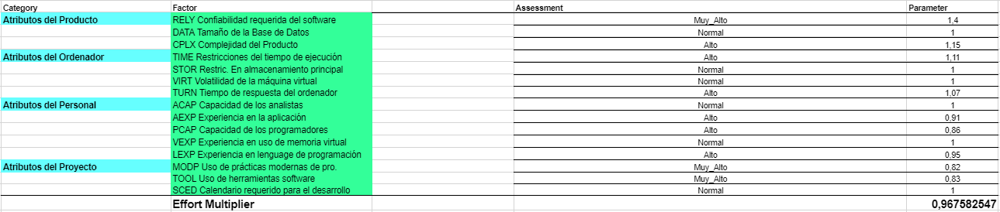 Category Factor Assessment Parameter
Atributos del Producto RELY Confiabilidad requerida del software Muy_Alto 1,4
DATA Tamaño de la Base de Datos Normal 1
CPLX Complejidad del Producto Alto 1,15
Atributos del Ordenador TIME Restricciones del tiempo de ejecución Alto 1,11
STOR Restric. En almacenamiento principal Normal 1
VIRT Volatilidad de la máquina virtual Normal 1
TURN Tiempo de respuesta del ordenador Alto 1,07
Atributos del Personal ACAP Capacidad de los analistas Normal 1
AEXP Experiencia en la aplicación Alto 0,91
PCAP Capacidad de los programadores Alto 0,86
VEXP Experiencia en uso de memoria virtual Normal 1
LEXP Experiencia en lenguage de programación Alto 0,95
Atributos del Proyecto MODP Uso de prácticas modernas de pro. Muy_Alto 0,82
TOOL Uso de herramientas software Muy_Alto 0,83
SCED Calendario requerido para el desarrollo Normal 1
Effort Multiplier 0,967582547